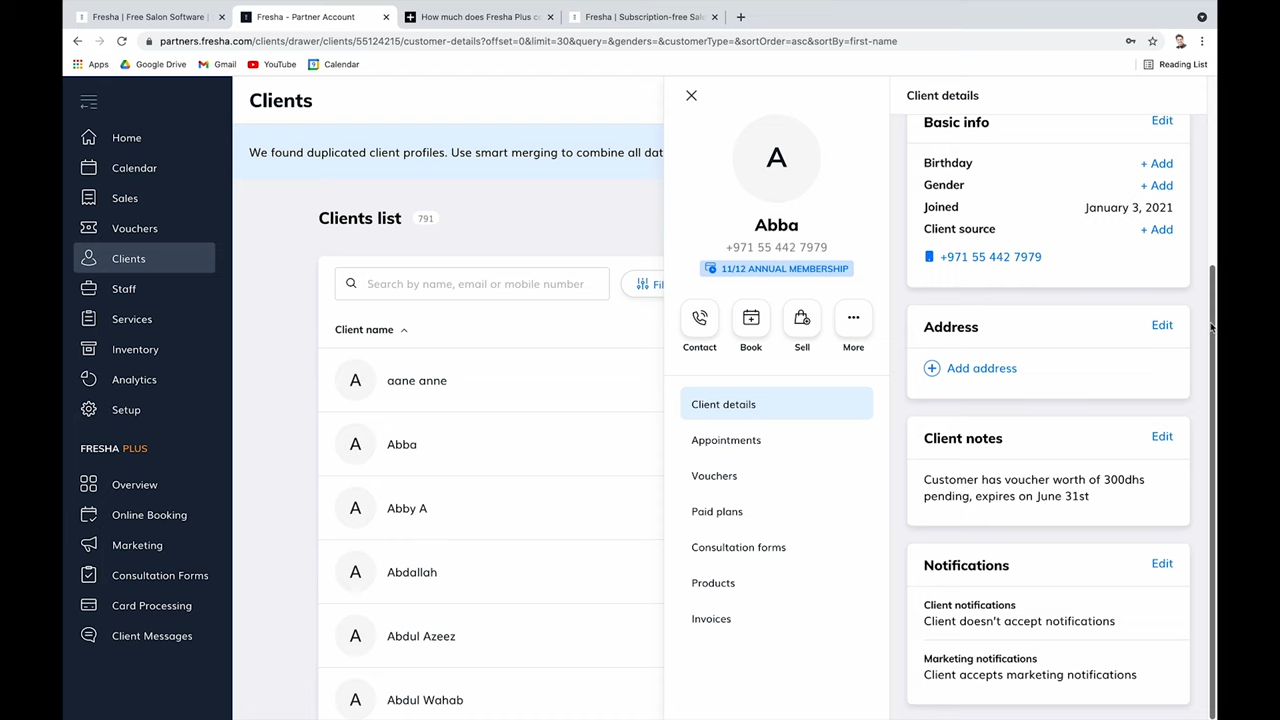 Fresha | Free Salon Software |
Fresha - Partner Account
How much does Fresha Plus co
Fresha | Subscription-free Sal
partners.fresha.com/clients/drawer/clients/55124215/customer-details?offset=0&limit=30&query=&genders=&customerType=&sortOrder=asc&sortBy=first-name
Apps
Google Drive
Gmail
YouTube
Calendar
Reading List
Home
Calendar
Sales
Vouchers
Clients
Staff
Services
Inventory
Analytics
Setup
FRESHA PLUS
Overview
Online Booking
Marketing
Consultation Forms
Card Processing
Client Messages
Clients
We found duplicated client profiles. Use smart merging to combine all dat
Clients list 791
Search by name, email or mobile number
Fil
Client name
A aane anne
A Abba
A Abby A
A Abdallah
A Abdul Azeez
A Abdul Wahab
A
Abba
+971 55 442 7979
11/12 ANNUAL MEMBERSHIP
Contact
Book
Sell
More
Client details
Appointments
Vouchers
Paid plans
Consultation forms
Products
Invoices
Client details
Basic info Edit
Birthday + Add
Gender + Add
Joined January 3, 2021
Client source + Add
+971 55 442 7979
Address Edit
Add address
Client notes Edit
Customer has voucher worth of 300dhs
pending, expires on June 31st
Notifications Edit
Client notifications
Client doesn't accept notifications
Marketing notifications
Client accepts marketing notifications